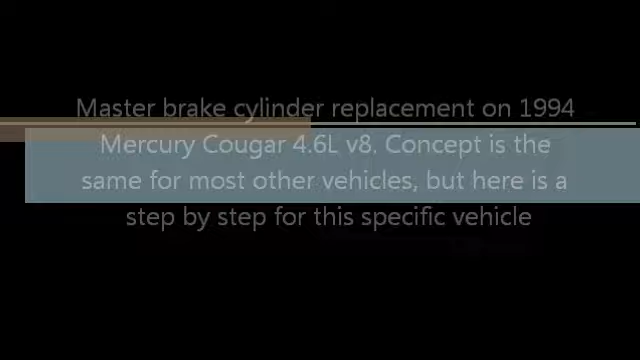 Master brake cylinder replacement on 1994
Mercury Cougar 4.6L v8. Concept is the
same for most other vehicles, but here is a
step by step for this specific vehicle